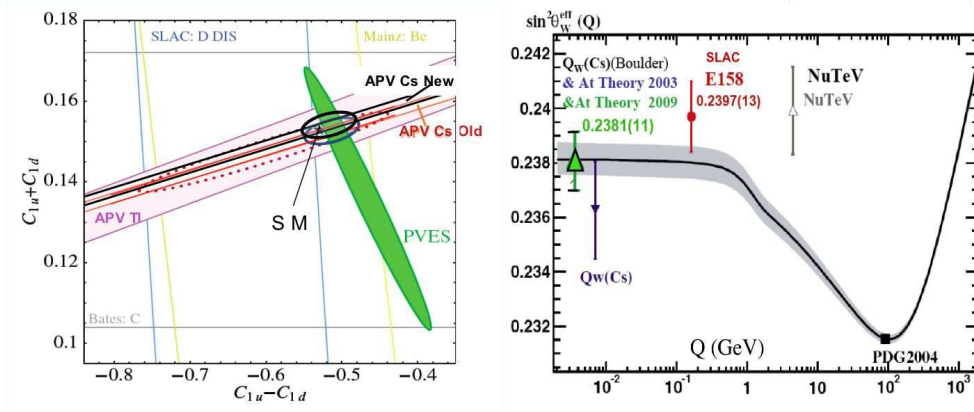 0.18
0.16
0.14
0.12
0.1
C1u+C1d
SLAC: D DIS
Mainz: Be
APV Cs New
APV Cs Old
APV Tl
S M
PVES
Bates: C
−0.8 −0.7 −0.6 −0.5 −0.4
C1u−C1d
sin²θ̂W^eff (Q)
0.242
0.24
0.238
0.236
0.234
0.232
QW(Cs)(Boulder)
& At Theory 2003
&At Theory 2009
0.2381(11)
SLAC
E158
0.2397(13)
NuTeV
NuTeV
Qw(Cs)
Q (GeV)
PDG2004
10⁻² 10⁻¹ 1 10 10² 10³